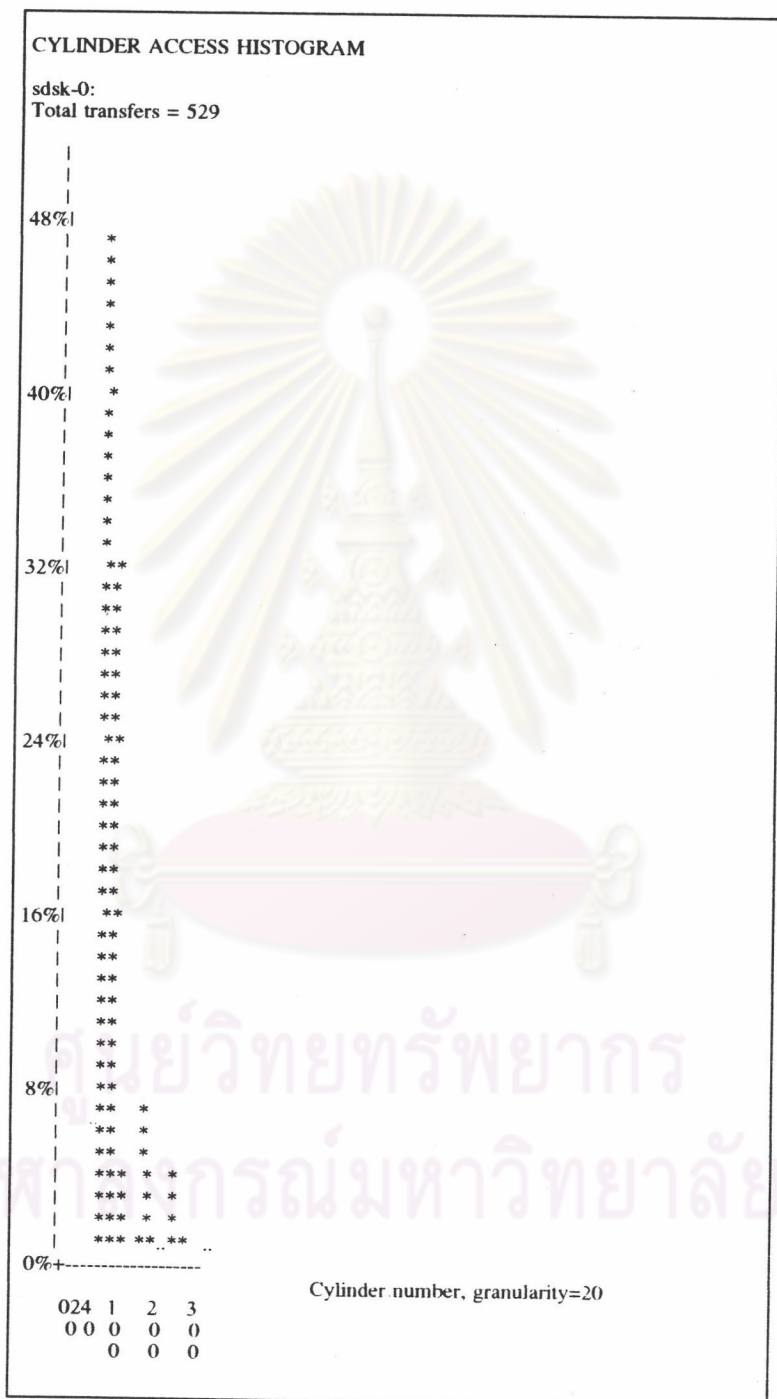 CYLINDER ACCESS HISTOGRAM
sdsk-0:
Total transfers = 529
|
|
48%|
| *
| *
| *
| *
| *
| *
| *
40%| *
| *
| *
| *
| *
| *
| *
| *
32%| **
| **
| **
| **
| **
| **
| **
| **
24%| **
| **
| **
| **
| **
| **
| **
| **
16%| **
| **
| **
| **
| **
| **
| **
| **
8%| **
| ** *
| ** *
| ** *
| *** * *
| *** * *
| *** * *
| *** ** **
0%+-------------------
Cylinder number, granularity=20
024 1 2 3
0 0 0 0 0
0 0 0
ศูนย์วิทยทรัพยากร
ฬาลงกรณ์มหาวิทยาลัย